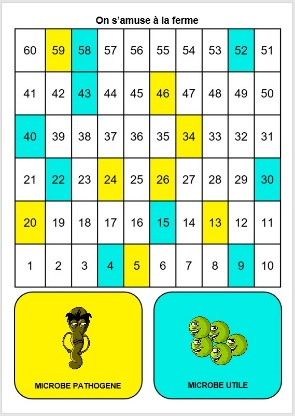 On s'amuse à la ferme
60 59 58 57 56 55 54 53 52 51
41 42 43 44 45 46 47 48 49 50
40 39 38 37 36 35 34 33 32 31
21 22 23 24 25 26 27 28 29 30
20 19 18 17 16 15 14 13 12 11
1 2 3 4 5 6 7 8 9 10
MICROBE PATHOGENE
MICROBE UTILE